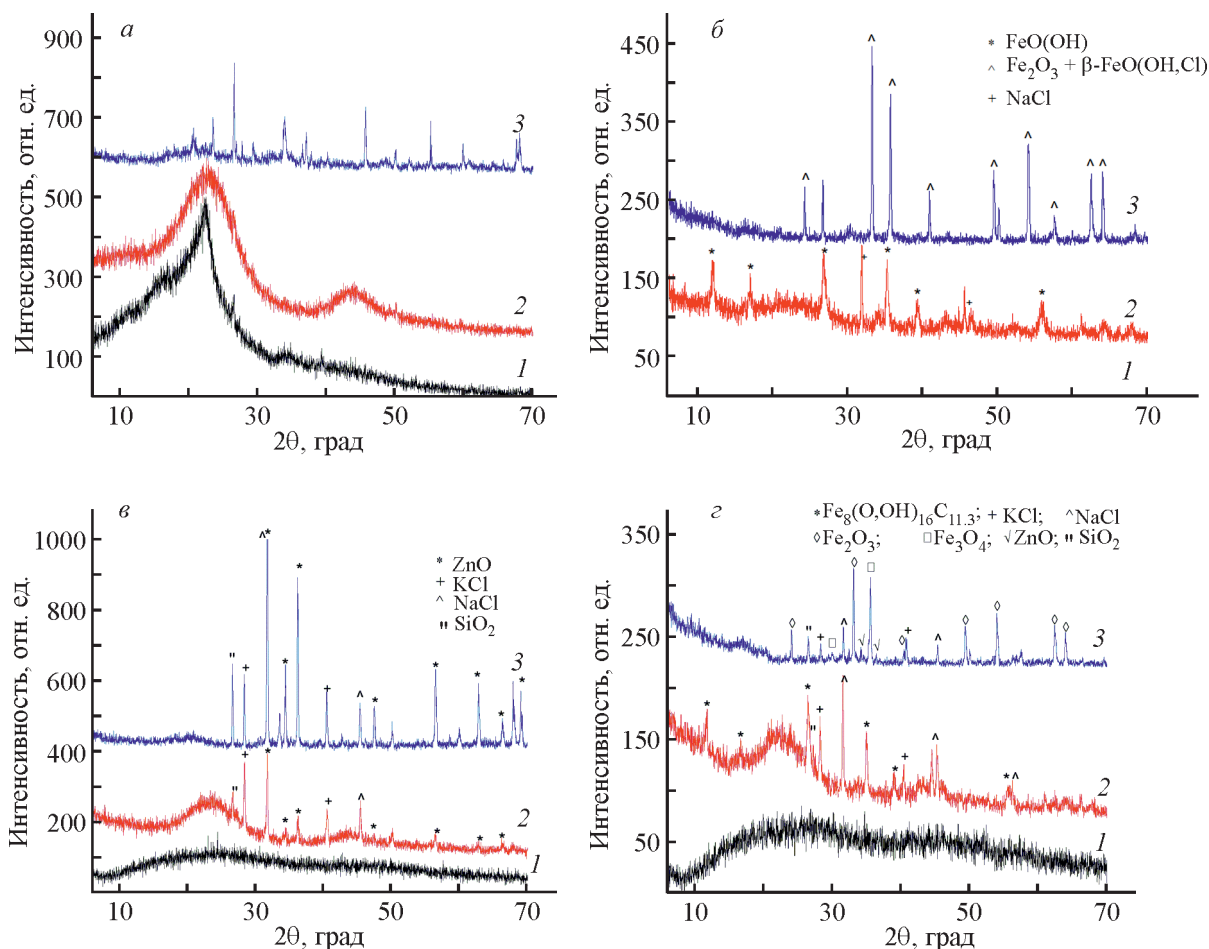 а
Интенсивность, отн. ед.
900
700
500
300
100
3
2
1
10 30 50 70
2θ, град
б
Интенсивность, отн. ед.
450
350
250
150
50
* FeO(OH)
^ Fe₂O₃ + β-FeO(OH,Cl)
+ NaCl
3
2
1
10 30 50 70
2θ, град
в
Интенсивность, отн. ед.
1000
800
600
400
200
* ZnO
+ KCl
^ NaCl
" SiO₂
3
2
1
10 30 50 70
2θ, град
г
Интенсивность, отн. ед.
350
250
150
50
*Fe₈(O,OH)₁₆C₁₁.₃; + KCl; ^NaCl
◊Fe₂O₃; □Fe₃O₄; √ZnO; " SiO₂
3
2
1
10 30 50 70
2θ, град